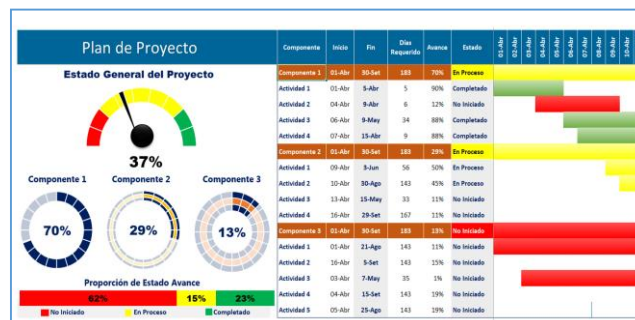 Plan de Proyecto
Estado General del Proyecto
37%
Componente 1 Componente 2 Componente 3
70% 29% 13%
Proporción de Estado Avance
62% 15% 23%
No Iniciado En Proceso Completado
Componente Inicio Fin Días Requerido Avance Estado 01-Abr 02-Abr 03-Abr 04-Abr 05-Abr 06-Abr 07-Abr 08-Abr 09-Abr 10-Abr
Componente 1 01-Abr 30-Set 183 70% En Proceso
Actividad 1 01-Abr 5-Abr 5 90% Completado
Actividad 2 04-Abr 9-Abr 6 12% No Iniciado
Actividad 3 06-Abr 9-May 34 88% Completado
Actividad 4 07-Abr 15-Abr 9 88% Completado
Componente 2 01-Abr 30-Set 183 29% En Proceso
Actividad 1 09-Abr 3-Jun 56 50% En Proceso
Actividad 2 10-Abr 30-Ago 143 45% En Proceso
Actividad 3 13-Abr 15-May 33 11% No Iniciado
Actividad 4 16-Abr 29-Set 167 11% No Iniciado
Componente 3 01-Abr 30-Set 183 13% No Iniciado
Actividad 1 01-Abr 21-Ago 143 11% No Iniciado
Actividad 2 16-Abr 5-Set 143 15% No Iniciado
Actividad 3 03-Abr 7-May 35 1% No Iniciado
Actividad 4 04-Abr 15-Set 143 19% No Iniciado
Actividad 5 05-Abr 25-Ago 143 19% No Iniciado